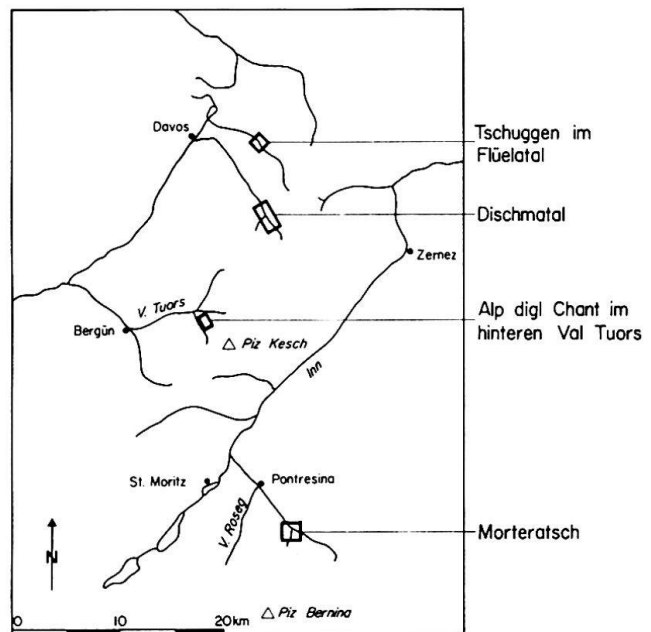 Davos
Tschuggen im
Flüelatal
Dischmatal
Zernez
V. Tuors
Bergün
Piz Kesch
Alp digl Chant im
hinteren Val Tuors
Inn
St. Moritz
Pontresina
V. Roseg
Morteratsch
N
0 10 20km
Piz Bernina